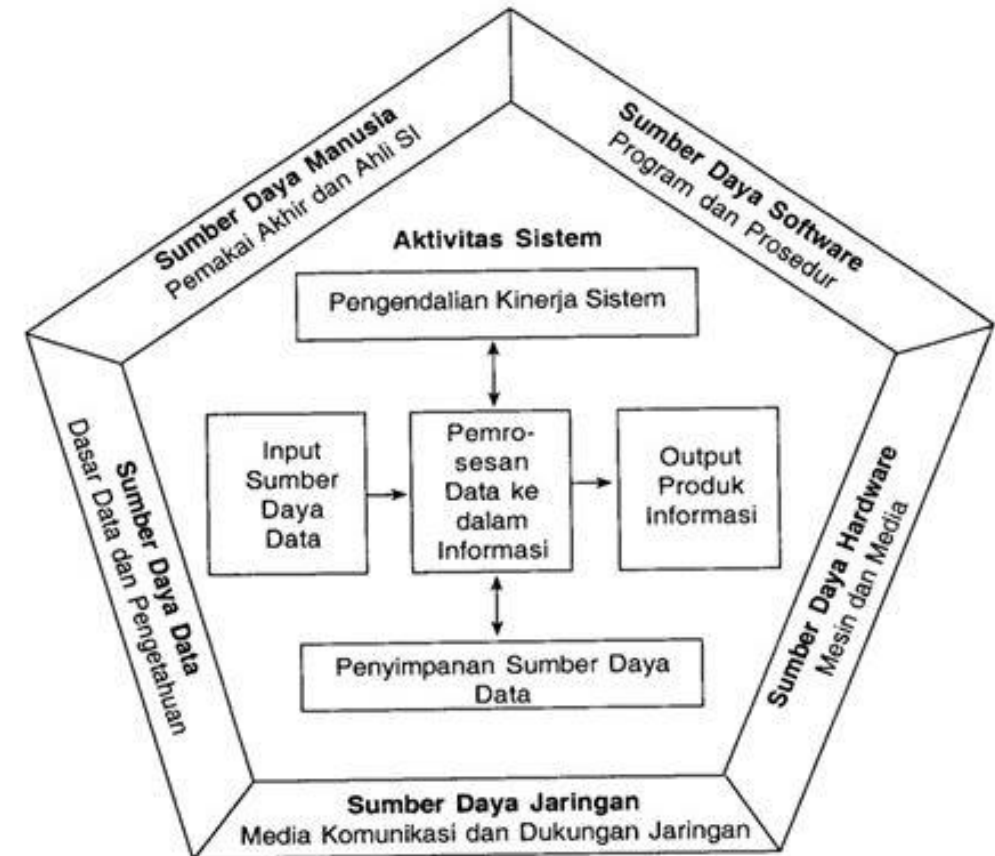 Sumber Daya Manusia
Pemakai Akhir dan Ahli SI
Sumber Daya Software
Program dan Prosedur
Aktivitas Sistem
Pengendalian Kinerja Sistem
Input
Sumber
Daya
Data
Pemro-
sesan
Data ke
dalam
Informasi
Output
Produk
Informasi
Penyimpanan Sumber Daya
Data
Sumber Daya Data
Dasar Data dan Pengetahuan
Sumber Daya Hardware
Mesin dan Media
Sumber Daya Jaringan
Media Komunikasi dan Dukungan Jaringan